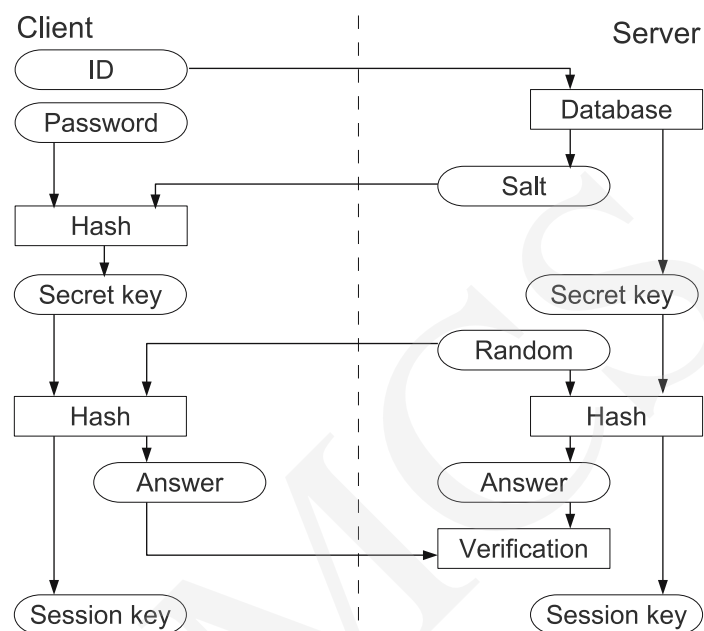 Client
Server
ID
Database
Password
Salt
Hash
Secret key
Secret key
Random
Hash
Hash
Answer
Answer
Verification
Session key
Session key
MCS